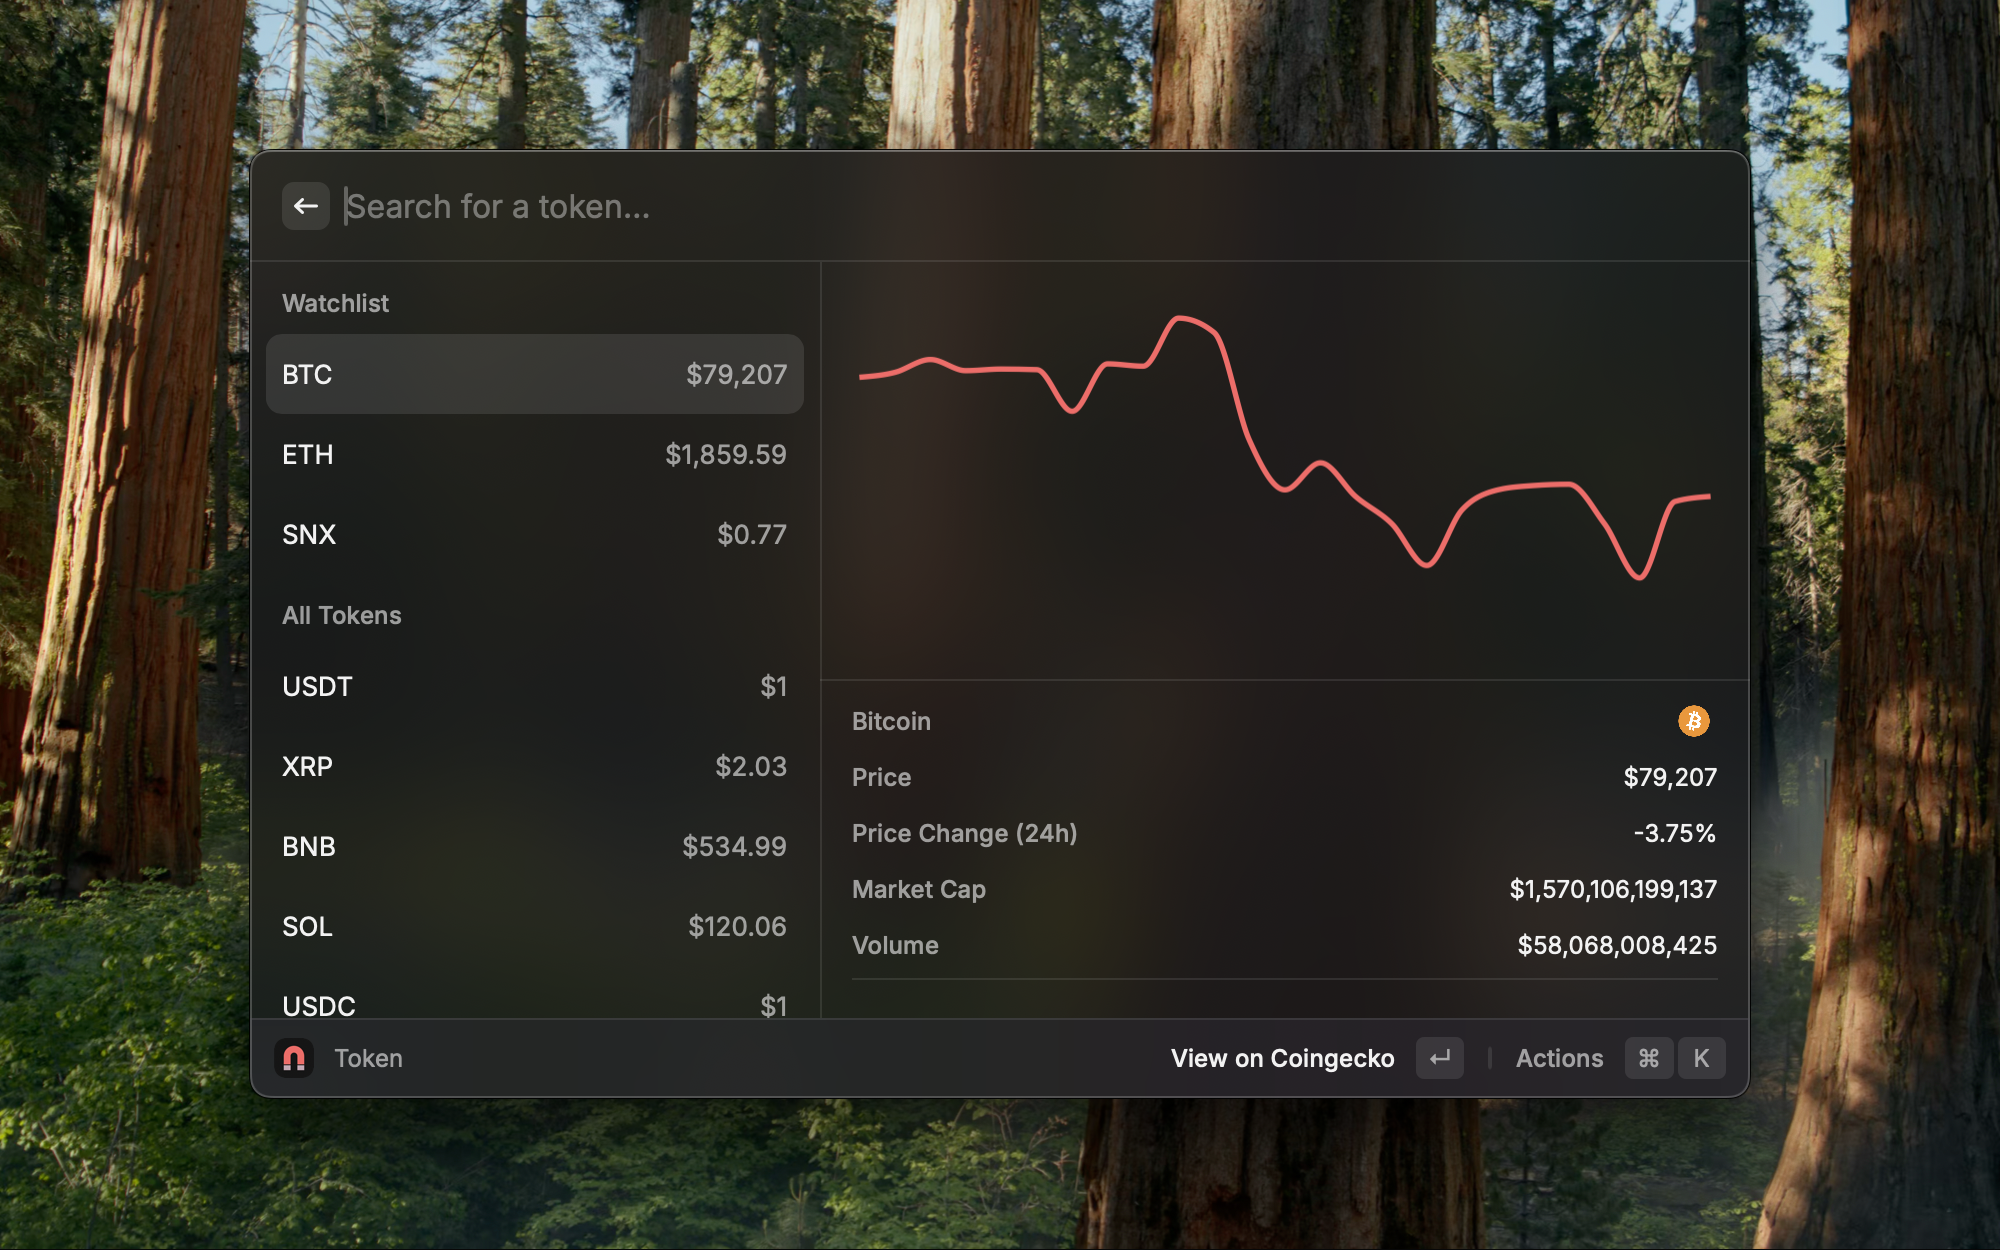 Search for a token...
Watchlist
BTC $79,207
ETH $1,859.59
SNX $0.77
All Tokens
USDT $1
XRP $2.03
BNB $534.99
SOL $120.06
USDC $1
Bitcoin
Price $79,207
Price Change (24h) -3.75%
Market Cap $1,570,106,199,137
Volume $58,068,008,425
Token
View on Coingecko
Actions ⌘ K